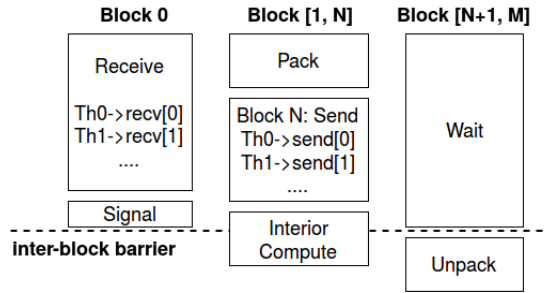 Block 0
Receive
Th0->recv[0]
Th1->recv[1]
....
Signal
Block [1, N]
Pack
Block N: Send
Th0->send[0]
Th1->send[1]
....
Interior
Compute
Block [N+1, M]
Wait
Unpack
inter-block barrier